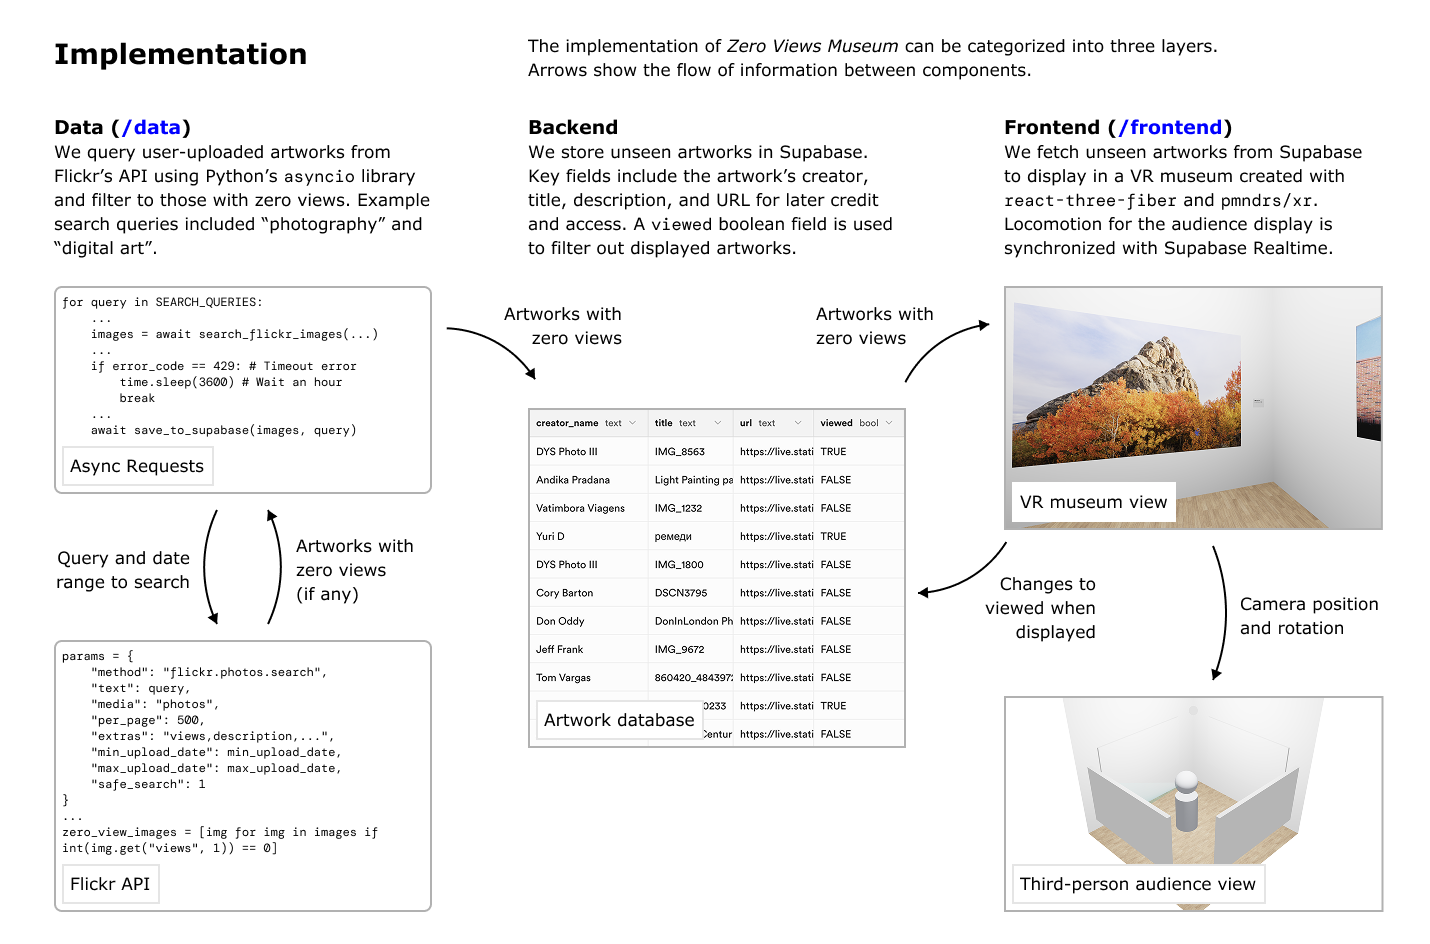 Implementation
The implementation of Zero Views Museum can be categorized into three layers.
Arrows show the flow of information between components.
Data (/data)
We query user-uploaded artworks from
Flickr’s API using Python’s asyncio library
and filter to those with zero views. Example
search queries included “photography” and
“digital art”.
Backend
We store unseen artworks in Supabase.
Key fields include the artwork’s creator,
title, description, and URL for later credit
and access. A viewed boolean field is used
to filter out displayed artworks.
Frontend (/frontend)
We fetch unseen artworks from Supabase
to display in a VR museum created with
react-three-fiber and pmndrs/xr.
Locomotion for the audience display is
synchronized with Supabase Realtime.
for query in SEARCH_QUERIES:
    ...
    images = await search_flickr_images(...)
    ...
    if error_code == 429: # Timeout error
        time.sleep(3600) # Wait an hour
        break
    ...
    await save_to_supabase(images, query)
Async Requests
Query and date
range to search
Artworks with
zero views
(if any)
params = {
    "method": "flickr.photos.search",
    "text": query,
    "media": "photos",
    "per_page": 500,
    "extras": "views,description,...",
    "min_upload_date": min_upload_date,
    "max_upload_date": max_upload_date,
    "safe_search": 1
}
...
zero_view_images = [img for img in images if
int(img.get("views", 1)) == 0]
Flickr API
Artworks with
zero views
Artworks with
zero views
creator_name text title text url text viewed bool
DYS Photo III IMG_8563 https://live.stati TRUE
Andika Pradana Light Painting pa https://live.stati FALSE
Vatimbora Viagens IMG_1232 https://live.stati FALSE
Yuri D ремеди https://live.stati TRUE
DYS Photo III IMG_1800 https://live.stati FALSE
Cory Barton DSCN3795 https://live.stati FALSE
Don Oddy DonInLondon Ph https://live.stati FALSE
Jeff Frank IMG_9672 https://live.stati FALSE
Tom Vargas 860420_4843972 https://live.stati FALSE
0233 https://live.stati TRUE
Centur https://live.stati FALSE
Artwork database
VR museum view
Changes to
viewed when
displayed
Camera position
and rotation
Third-person audience view